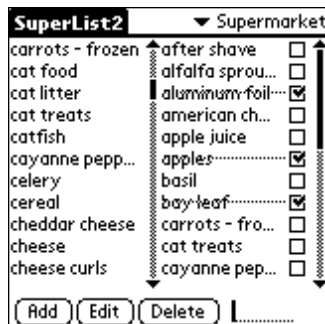 SuperList2
Supermarket
carrots - frozen
cat food
cat litter
cat treats
catfish
cayanne pepp...
celery
cereal
cheddar cheese
cheese
cheese curls
after shave
alfalfa sprou...
aluminum foil
american ch...
apple juice
apples
basil
bay leaf
carrots - fro...
cat treats
cayanne pep...
Add Edit Delete